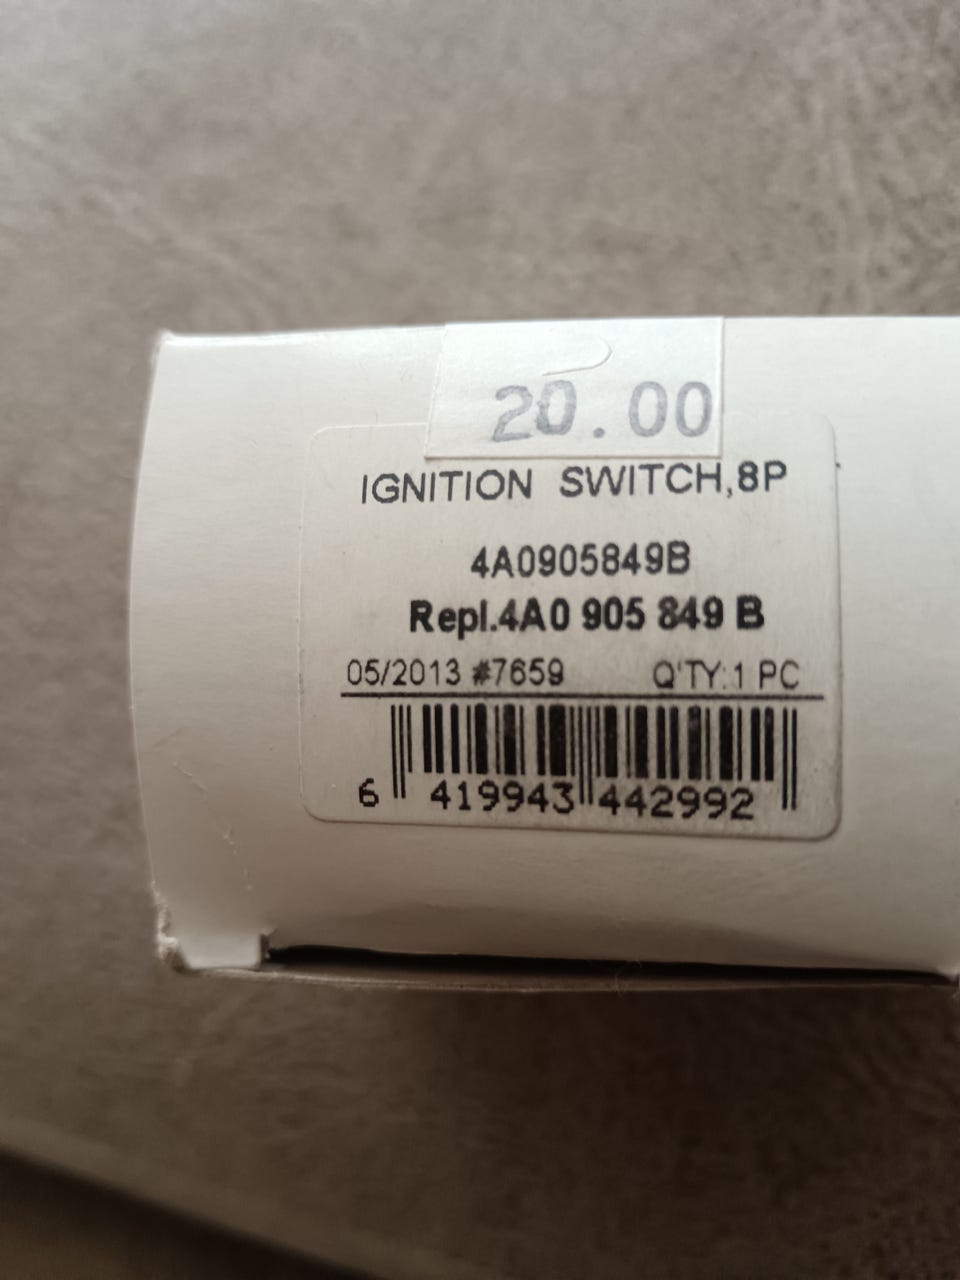 20.00
IGNITION SWITCH,8P
4A0905849B
Repl.4A0 905 849 B
05/2013 #7659 Q'TY:1 PC
6 419943 442992